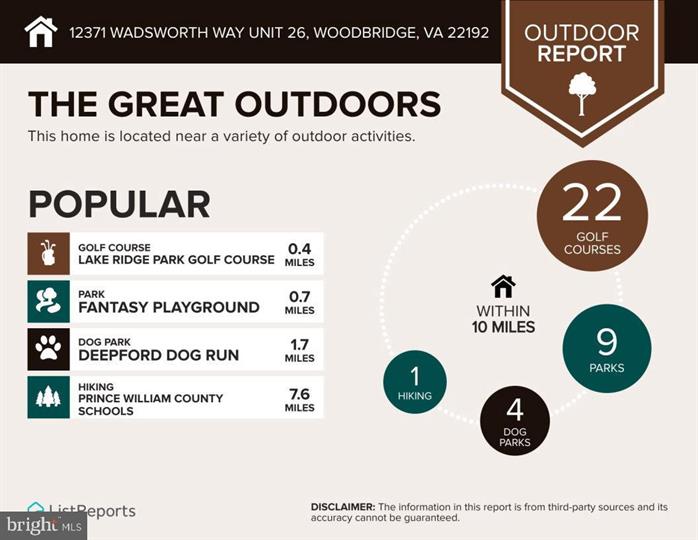 12371 WADSWORTH WAY UNIT 26, WOODBRIDGE, VA 22192
OUTDOOR
REPORT
THE GREAT OUTDOORS
This home is located near a variety of outdoor activities.
POPULAR
GOLF COURSE
LAKE RIDGE PARK GOLF COURSE
0.4
MILES
PARK
FANTASY PLAYGROUND
0.7
MILES
DOG PARK
DEEPFORD DOG RUN
1.7
MILES
HIKING
PRINCE WILLIAM COUNTY
SCHOOLS
7.6
MILES
22
GOLF
COURSES
WITHIN
10 MILES
9
PARKS
1
HIKING
4
DOG
PARKS
ListReports
bright MLS
DISCLAIMER: The information in this report is from third-party sources and its
accuracy cannot be guaranteed.